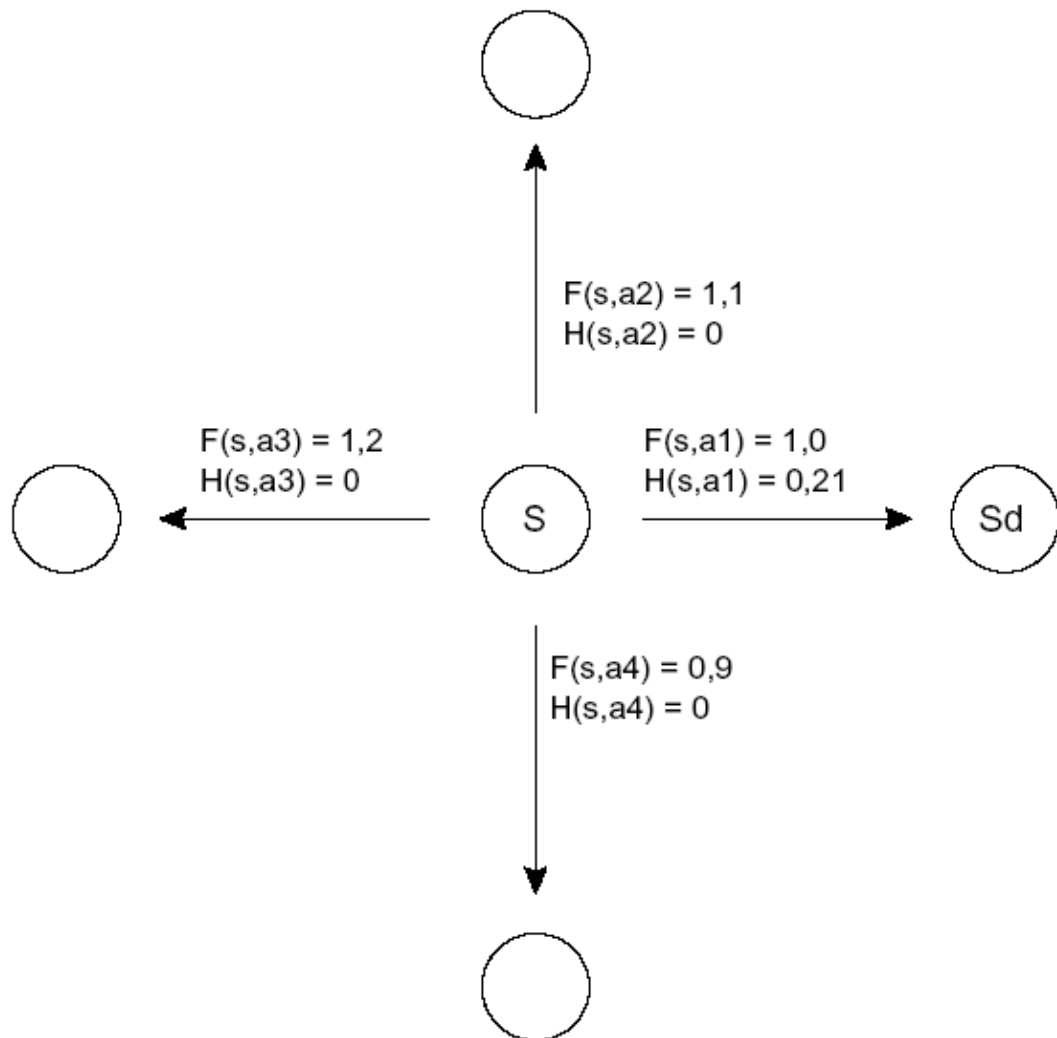 F(s,a2) = 1,1
H(s,a2) = 0
F(s,a3) = 1,2
H(s,a3) = 0
F(s,a1) = 1,0
H(s,a1) = 0,21
S
Sd
F(s,a4) = 0,9
H(s,a4) = 0